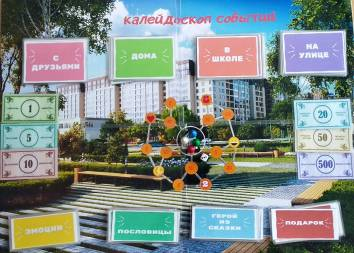 КАЛЕЙДОСКОП СОБЫТИЙ
С
ДРУЗЬЯМИ
ДОМА
В
ШКОЛЕ
НА
УЛИЦЕ
1
5
10
20
50
500
2
ЭМОЦИИ
ПОСЛОВИЦЫ
ГЕРОЙ
ИЗ
СКАЗКИ
ПОДАРОК